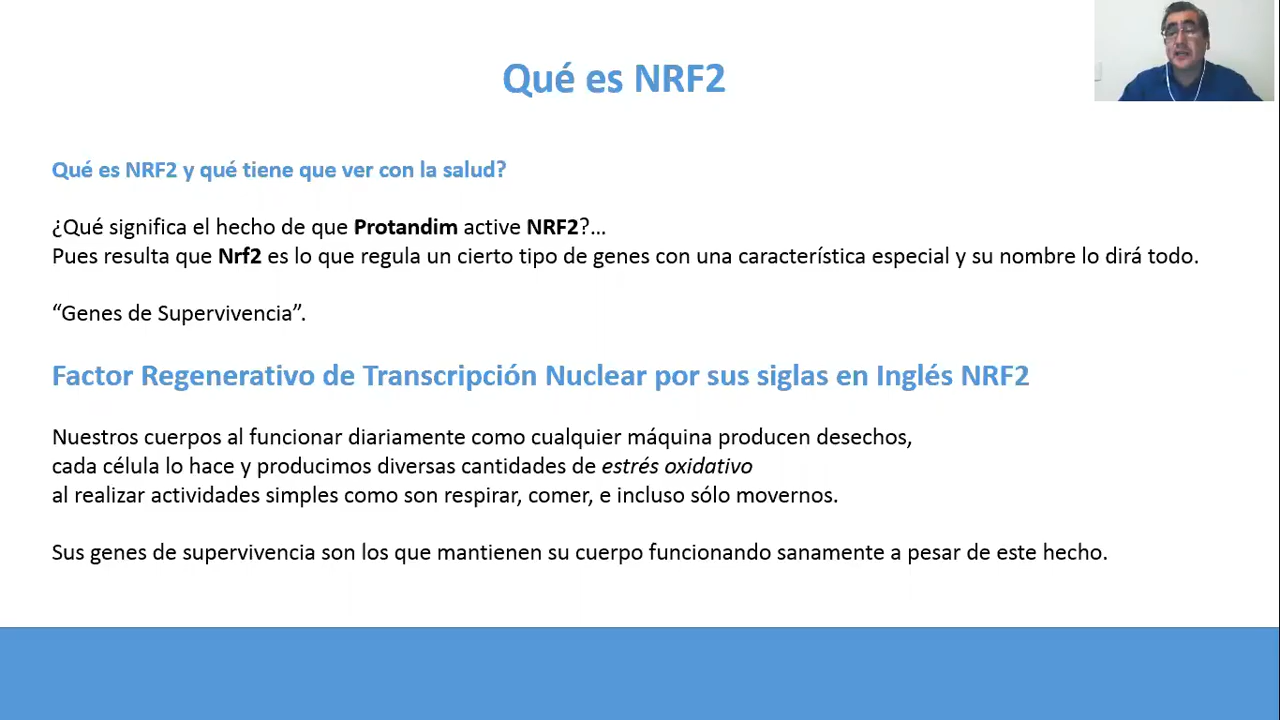 Qué es NRF2
Qué es NRF2 y qué tiene que ver con la salud?
¿Qué significa el hecho de que Protandim active NRF2?...
Pues resulta que Nrf2 es lo que regula un cierto tipo de genes con una característica especial y su nombre lo dirá todo.
“Genes de Supervivencia”.
Factor Regenerativo de Transcripción Nuclear por sus siglas en Inglés NRF2
Nuestros cuerpos al funcionar diariamente como cualquier máquina producen desechos,
cada célula lo hace y producimos diversas cantidades de estrés oxidativo
al realizar actividades simples como son respirar, comer, e incluso sólo movernos.
Sus genes de supervivencia son los que mantienen su cuerpo funcionando sanamente a pesar de este hecho.